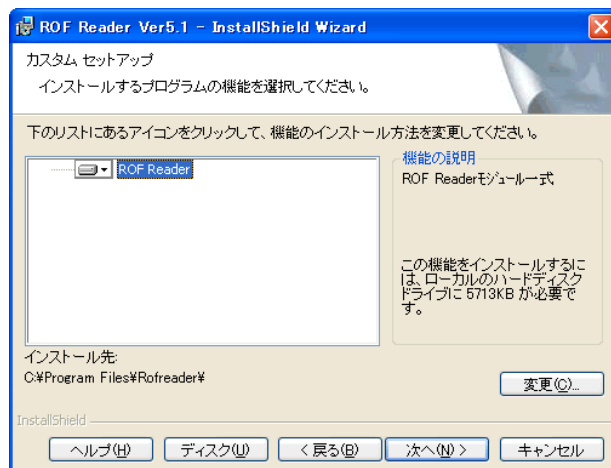 ROF Reader Ver5.1 - InstallShield Wizard
カスタム セットアップ
インストールするプログラムの機能を選択してください。
下のリストにあるアイコンをクリックして、機能のインストール方法を変更してください。
ROF Reader
機能の説明
ROF Readerモジュール一式
この機能をインストールするに
は、ローカルのハードディスク
ドライブに 5713KB が必要で
す。
インストール先:
C:¥Program Files¥Rofreader¥
変更(C)...
InstallShield
ヘルプ(H)
ディスク(U)
< 戻る(B)
次へ(N) >
キャンセル